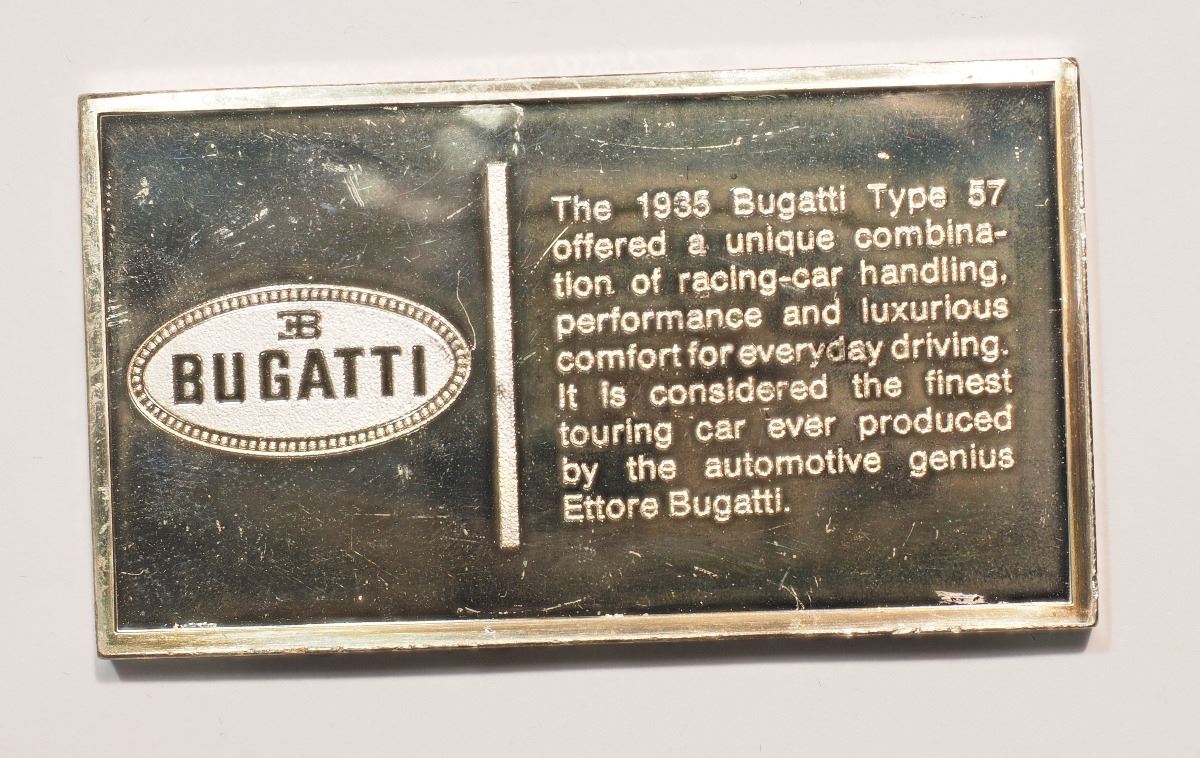 EB
BUGATTI
The 1935 Bugatti Type 57
offered a unique combina-
tion of racing-car handling,
performance and luxurious
comfort for everyday driving.
It is considered the finest
touring car ever produced
by the automotive genius
Ettore Bugatti.